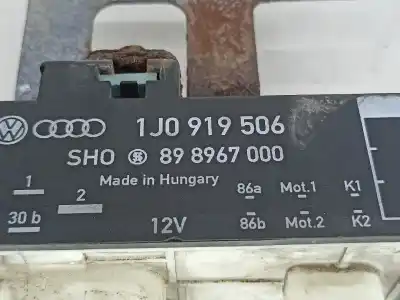 1J0 919 506
SHO 89 8967 000
Made in Hungary
1 2 86a Mot.1 K1
30 b 12V 86b Mot.2 K2